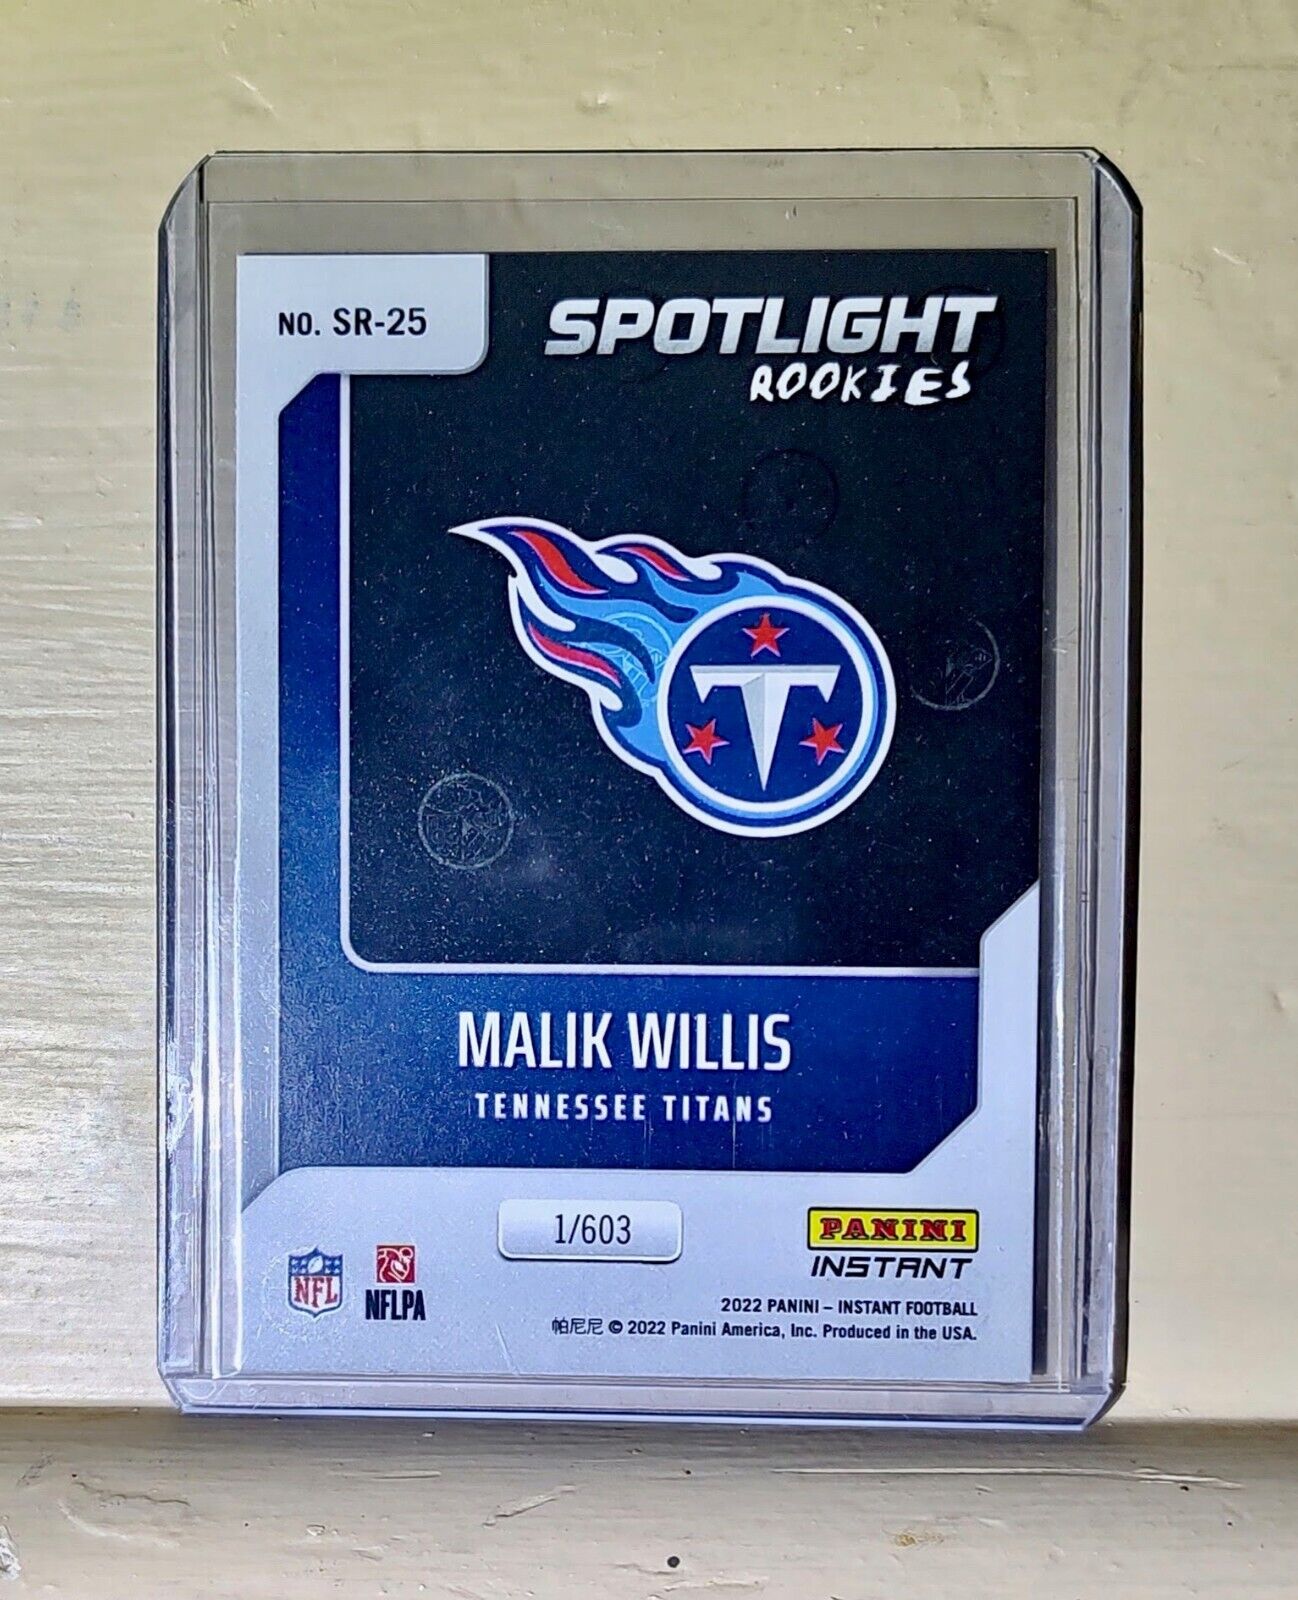 NO. SR-25
SPOTLIGHT
ROOKIES
T
MALIK WILLIS
TENNESSEE TITANS
1/603
PANINI
INSTANT
NFL
NFLPA
2022 PANINI – INSTANT FOOTBALL
帕尼尼 © 2022 Panini America, Inc. Produced in the USA.